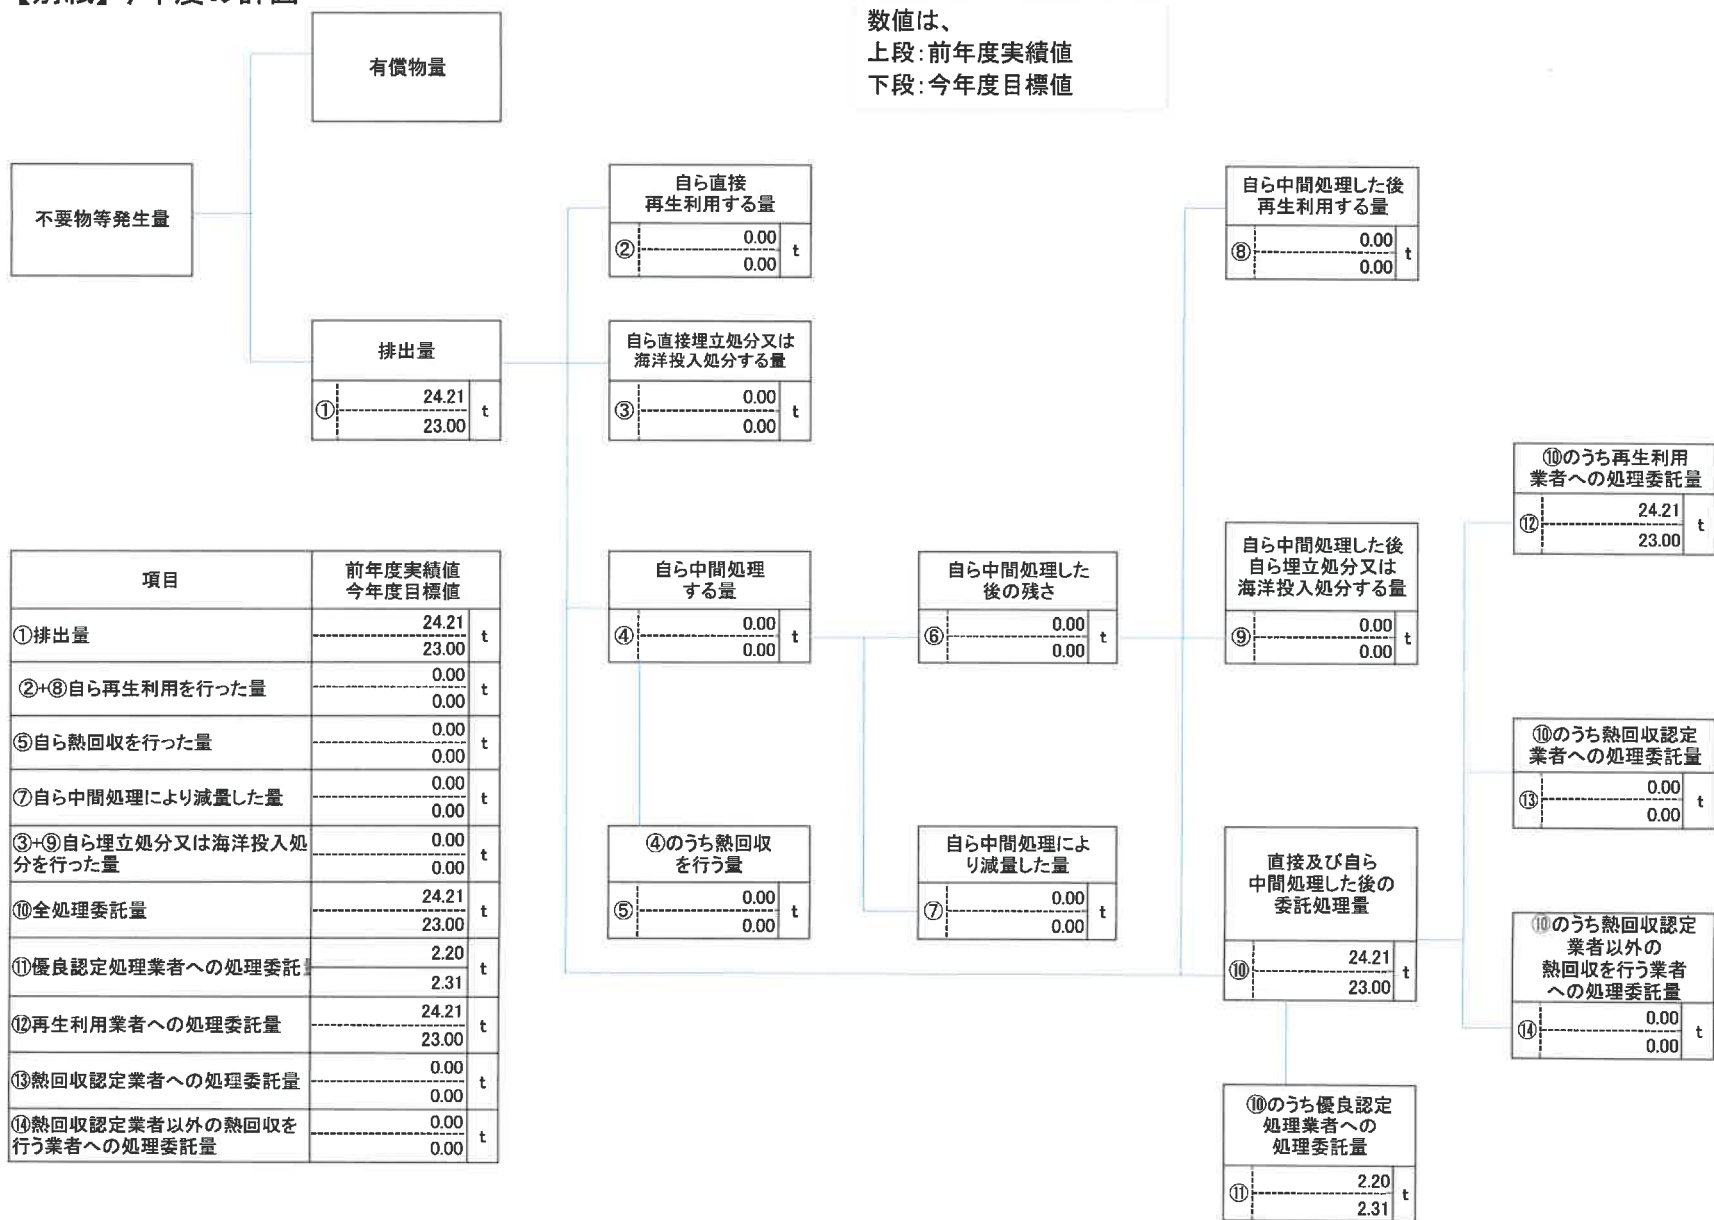 数値は、
上段:前年度実績値
下段:今年度目標値
有償物量
不要物等発生量
排出量
① 24.21 t
23.00
自ら直接
再生利用する量
② 0.00 t
0.00
自ら直接埋立処分又は
海洋投入処分する量
③ 0.00 t
0.00
自ら中間処理
する量
④ 0.00 t
0.00
④のうち熱回収
を行う量
⑤ 0.00 t
0.00
自ら中間処理した
後の残さ
⑥ 0.00 t
0.00
自ら中間処理によ
り減量した量
⑦ 0.00 t
0.00
自ら中間処理した後
再生利用する量
⑧ 0.00 t
0.00
自ら中間処理した後
自ら埋立処分又は
海洋投入処分する量
⑨ 0.00 t
0.00
直接及び自ら
中間処理した後の
委託処理量
⑩ 24.21 t
23.00
⑩のうち優良認定
処理業者への
処理委託量
⑪ 2.20 t
2.31
⑩のうち再生利用
業者への処理委託量
⑫ 24.21 t
23.00
⑩のうち熱回収認定
業者への処理委託量
⑬ 0.00 t
0.00
⑩のうち熱回収認定
業者以外の
熱回収を行う業者
への処理委託量
⑭ 0.00 t
0.00
項目
前年度実績値
今年度目標値
①排出量 24.21 t
23.00
②+⑧自ら再生利用を行った量 0.00 t
0.00
⑤自ら熱回収を行った量 0.00 t
0.00
⑦自ら中間処理により減量した量 0.00 t
0.00
③+⑨自ら埋立処分又は海洋投入処
分を行った量 0.00 t
0.00
⑩全処理委託量 24.21 t
23.00
⑪優良認定処理業者への処理委託 2.20 t
2.31
⑫再生利用業者への処理委託量 24.21 t
23.00
⑬熱回収認定業者への処理委託量 0.00 t
0.00
⑭熱回収認定業者以外の熱回収を
行う業者への処理委託量 0.00 t
0.00